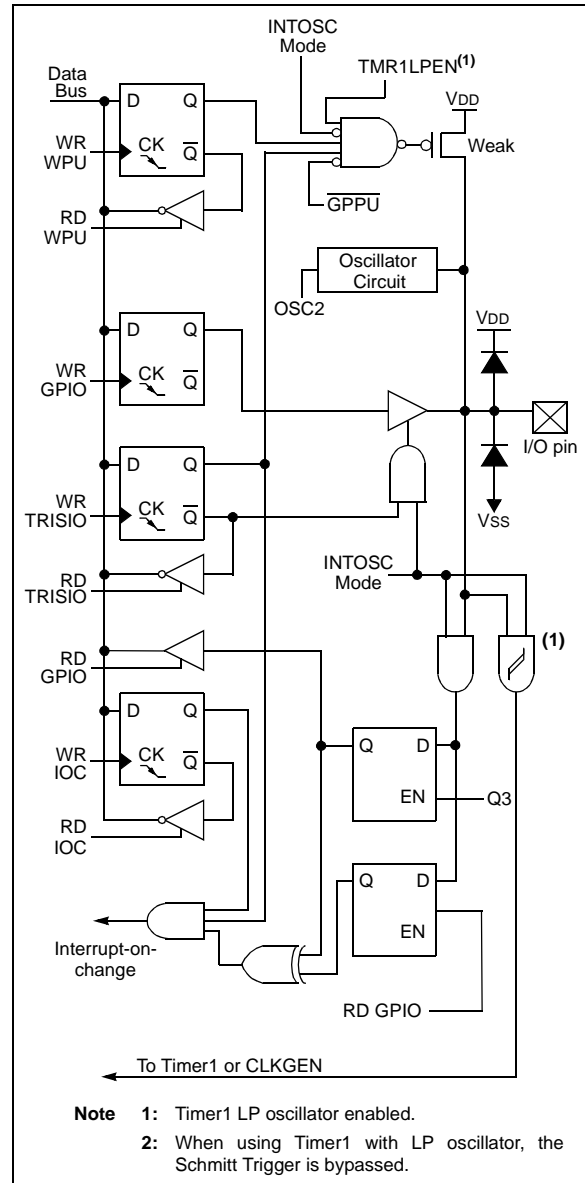 INTOSC
Mode
TMR1LPEN(1)
Data
Bus
D Q
VDD
WR
WPU
CK Q
Weak
RD
WPU
GPPU
Oscillator
Circuit
OSC2
D Q
VDD
WR
GPIO
CK Q
I/O pin
D Q
WR
TRISIO
CK Q
VSS
RD
TRISIO
INTOSC
Mode
RD
GPIO
(1)
D Q
WR
IOC
CK Q
Q D
EN
Q3
RD
IOC
Q D
EN
Interrupt-on-
change
RD GPIO
To Timer1 or CLKGEN
Note 1: Timer1 LP oscillator enabled.
2: When using Timer1 with LP oscillator, the
Schmitt Trigger is bypassed.